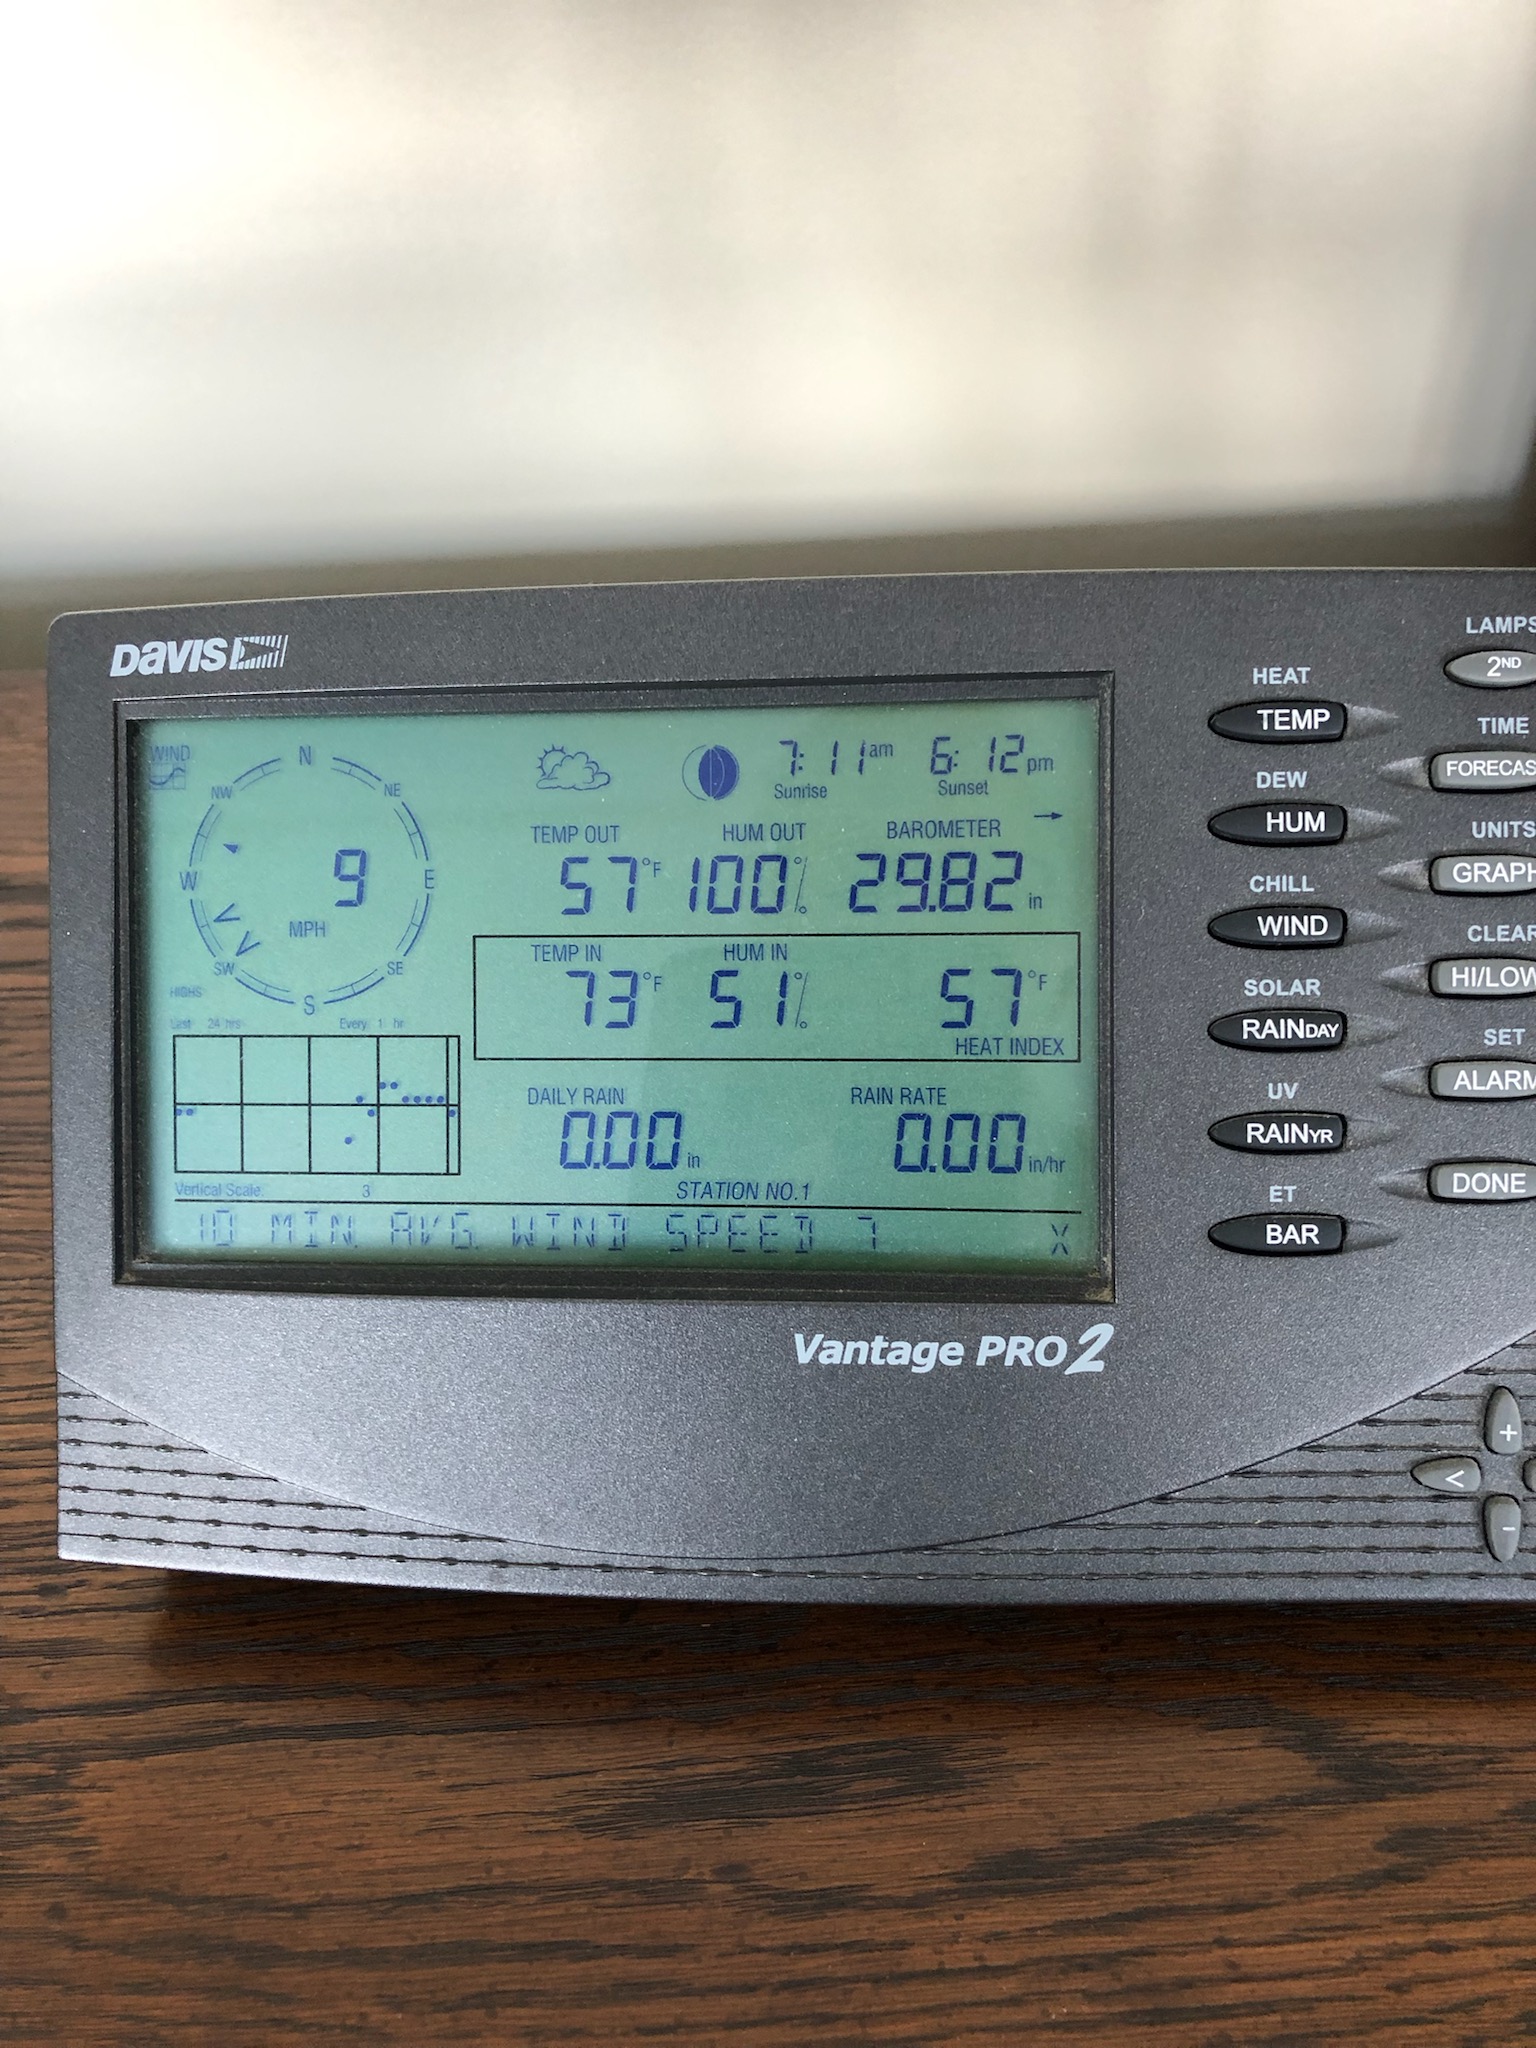 DAVIS
WIND
N
NW NE
W E
SW SE
S
9
MPH
7:11am 6:12pm
Sunrise Sunset
TEMP OUT HUM OUT BAROMETER
57°F 100% 29.82 in
TEMP IN HUM IN
73°F 51% 57°F
HEAT INDEX
HIGHS
Last 24 hrs Every 1 hr
DAILY RAIN RAIN RATE
0.00 in 0.00 in/hr
Vertical Scale 3
STATION NO.1
10 MIN. AVG. WIND SPEED 7 X
Vantage PRO2
HEAT
TEMP
DEW
HUM
CHILL
WIND
SOLAR
RAINDAY
UV
RAINYR
ET
BAR
LAMPS
2ND
TIME
FORECAS
UNITS
GRAPH
CLEAR
HI/LOW
SET
ALARM
DONE
+
<
-